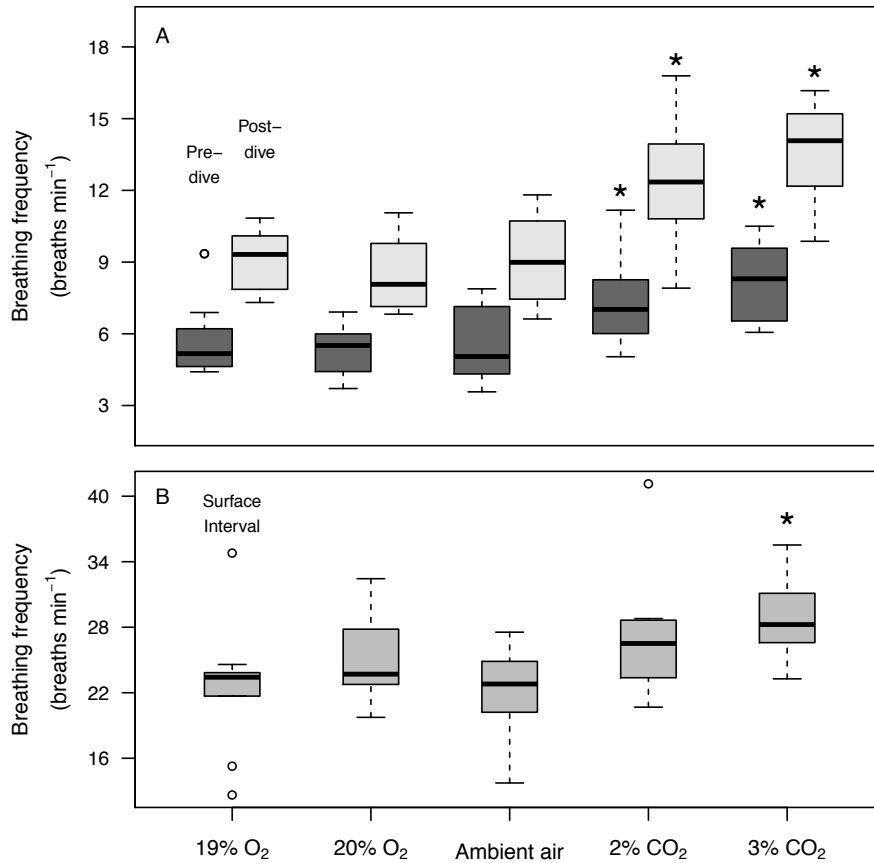 A
18
15
12
9
6
3
Breathing frequency
(breaths min⁻¹)
Pre−
dive
Post−
dive
*
*
*
*
B
40
34
28
22
16
Breathing frequency
(breaths min⁻¹)
Surface
Interval
*
19% O₂
20% O₂
Ambient air
2% CO₂
3% CO₂